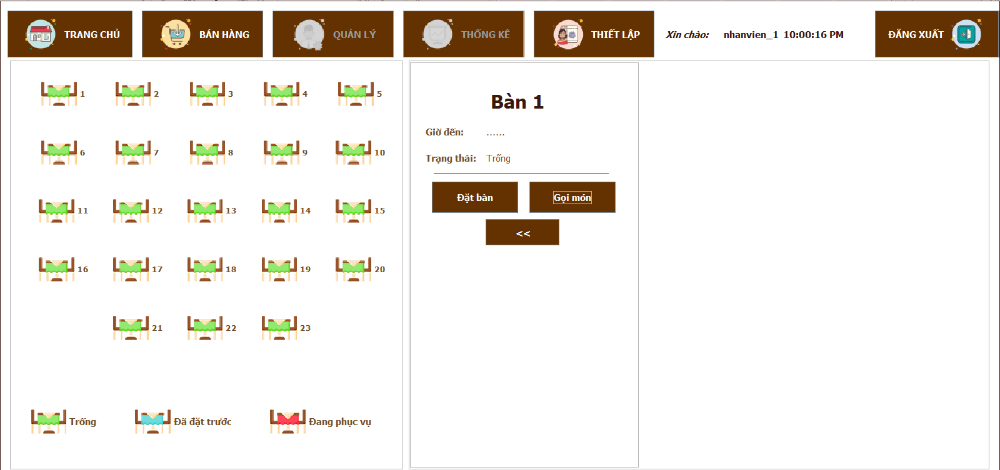 TRANG CHỦ
BÁN HÀNG
QUẢN LÝ
THỐNG KÊ
THIẾT LẬP
Xin chào: nhanvien_1 10:00:16 PM
ĐĂNG XUẤT
1 2 3 4 5
6 7 8 9 10
11 12 13 14 15
16 17 18 19 20
21 22 23
Trống
Đã đặt trước
Đang phục vụ
Bàn 1
Giờ đến: ......
Trạng thái: Trống
Đặt bàn
Gọi món
<<